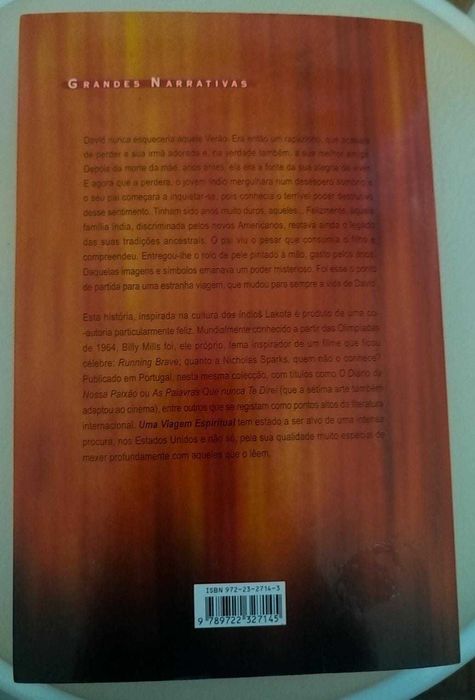 GRANDES NARRATIVAS
David nunca esqueceria aquele Verão. Era então um rapazinho, que acabara
de perder a sua irmã adorada e, na verdade também, a sua melhor amiga.
Depois da morte da mãe, anos antes, ela era a fonte da sua alegria de viver.
E agora que a perdera, o jovem índio mergulhara num desespero sombrio e
o seu pai começara a inquietar-se, pois conhecia o terrível poder destrutivo
desse sentimento. Tinham sido anos muito duros, aqueles... Felizmente, àquela
família índia, discriminada pelos novos Americanos, restava ainda o legado
das suas tradições ancestrais. O pai viu o pesar que consumia o filho e
compreendeu. Entregou-lhe o rolo de pele pintado à mão, gasto pelos anos.
Daquelas imagens e símbolos emanava um poder misterioso. Foi esse o ponto
de partida para uma estranha viagem, que mudou para sempre a vida de David.
Esta história, inspirada na cultura dos índios Lakota é produto de uma co-
-autoria particularmente feliz. Mundialmente conhecido a partir das Olimpíadas
de 1964, Billy Mills foi, ele próprio, tema inspirador de um filme que ficou
célebre: Running Brave; quanto a Nicholas Sparks, quem não o conhece?
Publicado em Portugal, nesta mesma colecção, com títulos como O Diário da
Nossa Paixão ou As Palavras Que nunca Te Direi (que a sétima arte também
adaptou ao cinema), entre outros que se registam como pontos altos da literatura
internacional. Uma Viagem Espiritual tem estado a ser alvo de uma intensa
procura, nos Estados Unidos e não só, pela sua qualidade muito especial de
mexer profundamente com aqueles que o lêem.
ISBN 972-23-2714-3
9 789722 327145